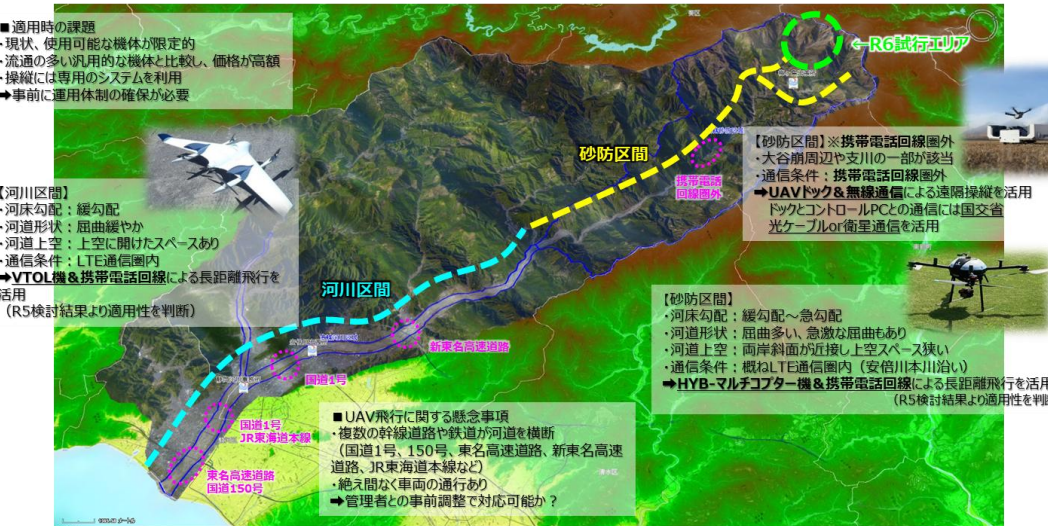 ■適用時の課題
・現状、使用可能な機体が限定的
・流通の多い汎用的な機体と比較し、価格が高額
・操縦には専用のシステムを利用
➡事前に運用体制の確保が必要
←R6試行エリア
砂防区間
携帯電話
回線圏外
【砂防区間】※携帯電話回線圏外
・大谷崩周辺や支川の一部が該当
・通信条件：携帯電話回線圏外
➡UAVドック&無線通信による遠隔操縦を活用
ドックとコントロールPCとの通信には国交省
光ケーブルor衛星通信を活用
【河川区間】
・河床勾配：緩勾配
・河道形状：屈曲緩やか
・河道上空：上空に開けたスペースあり
・通信条件：LTE通信圏内
➡VTOL機&携帯電話回線による長距離飛行を
活用
（R5検討結果より適用性を判断）
河川区間
新東名高速道路
国道1号
国道1号
JR東海道本線
東名高速道路
国道150号
【砂防区間】
・河床勾配：緩勾配～急勾配
・河道形状：屈曲多い、急激な屈曲もあり
・河道上空：両岸斜面が近接し上空スペース狭い
・通信条件：概ねLTE通信圏内（安倍川本川沿い）
➡HYB-マルチコプター機&携帯電話回線による長距離飛行を活用
（R5検討結果より適用性を判
■UAV飛行に関する懸念事項
・複数の幹線道路や鉄道が河道を横断
（国道1号、150号、東名高速道路、新東名高速
道路、JR東海道本線など）
・絶え間なく車両の通行あり
➡管理者との事前調整で対応可能か？